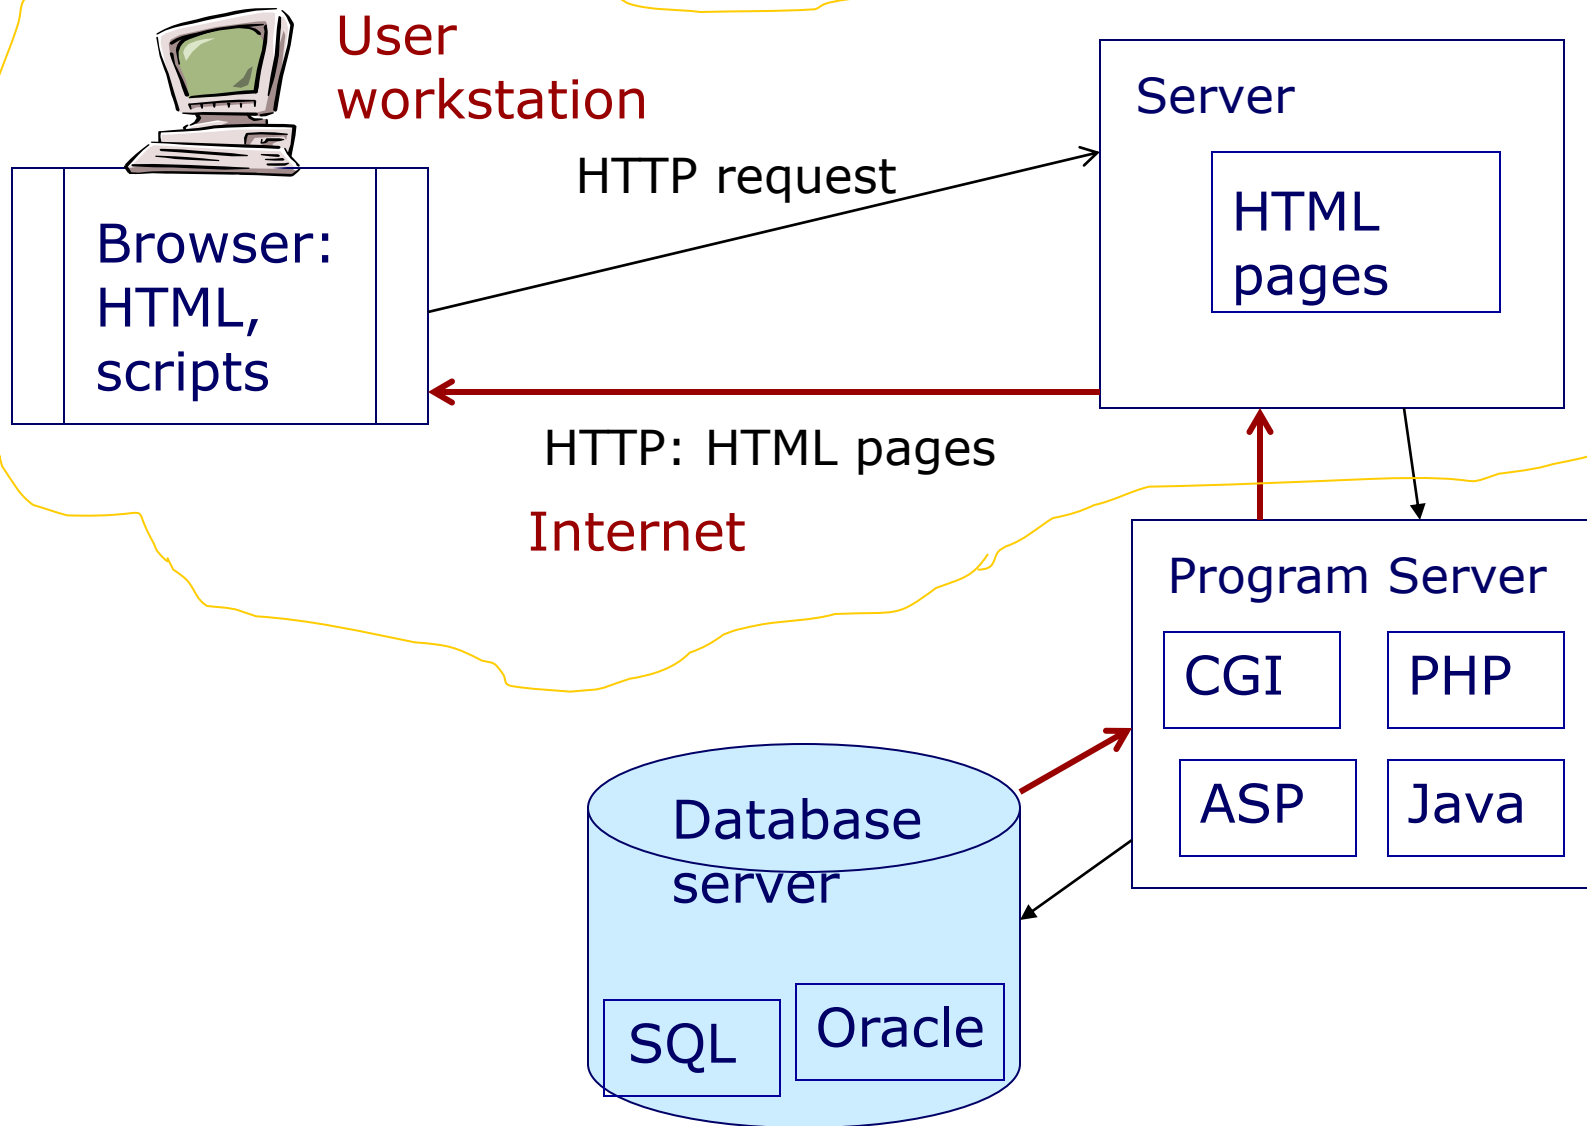 User
workstation
Server
HTTP request
HTML
pages
Browser:
HTML,
scripts
HTTP: HTML pages
Internet
Program Server
CGI
PHP
ASP
Java
Database
server
SQL
Oracle